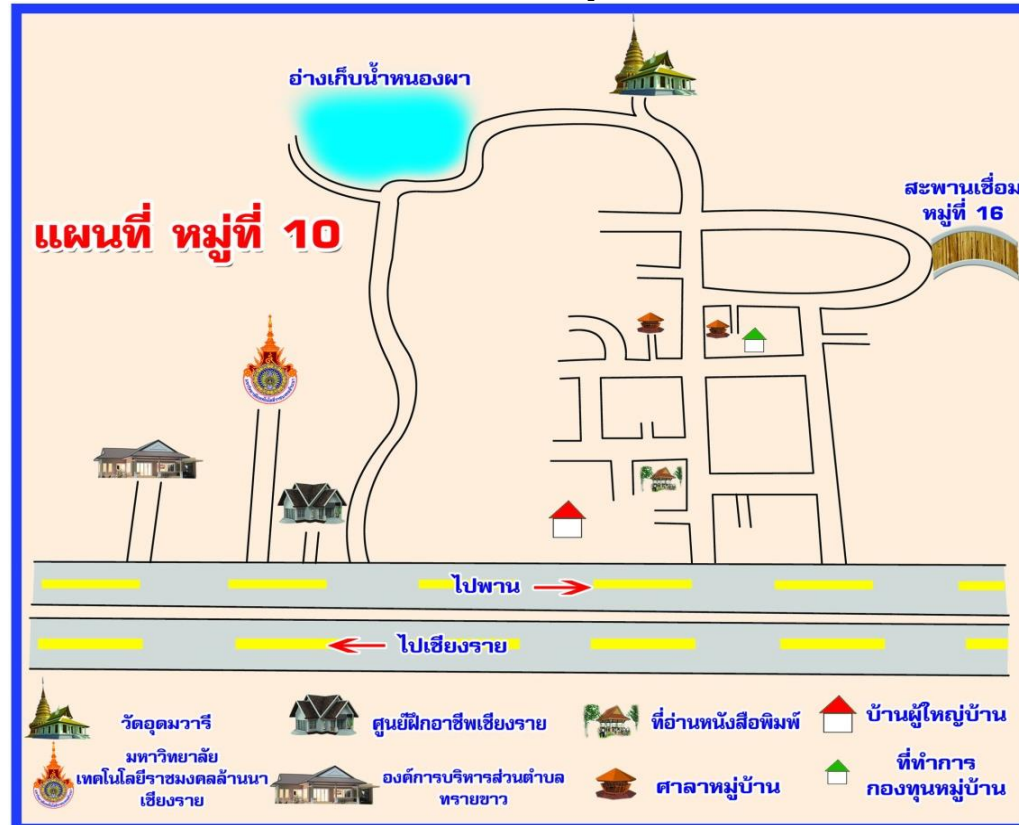 อ่างเก็บน้ำหนองผา
สะพานเชื่อม
หมู่ที่ 16
แผนที่ หมู่ที่ 10
ไปพาน
ไปเชียงราย
วัดอุดมวารี
ศูนย์ฝึกอาชีพเชียงราย
ที่อ่านหนังสือพิมพ์
บ้านผู้ใหญ่บ้าน
มหาวิทยาลัย
เทคโนโลยีราชมงคลล้านนา
เชียงราย
องค์การบริหารส่วนตำบล
ทรายขาว
ศาลาหมู่บ้าน
ที่ทำการ
กองทุนหมู่บ้าน